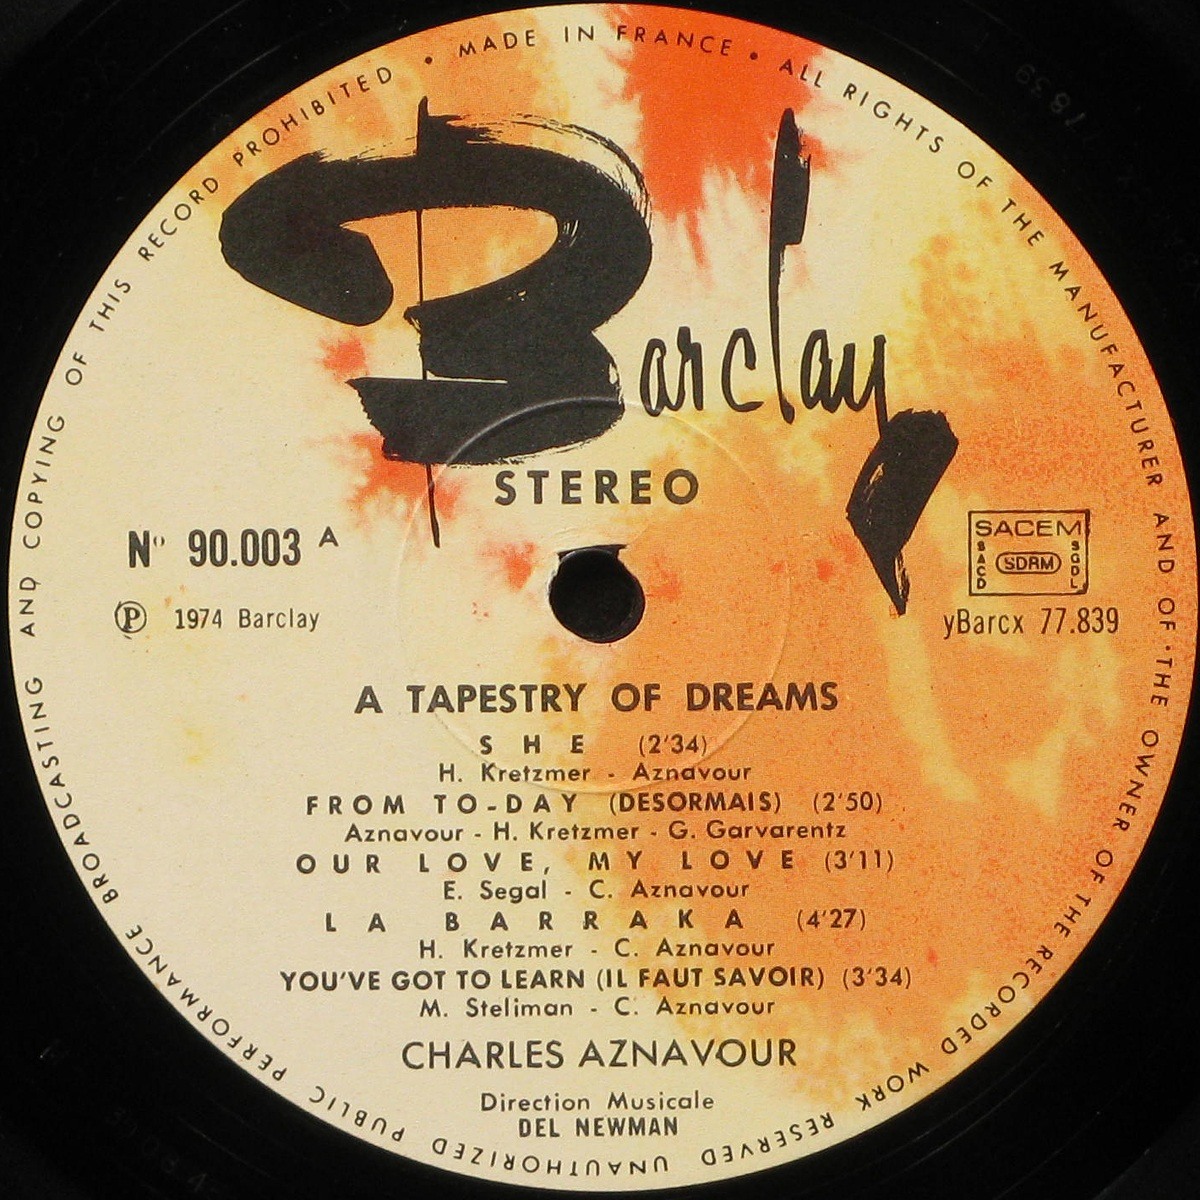 MADE IN FRANCE • ALL RIGHTS OF THE MANUFACTURER AND OF THE OWNER OF THE RECORDED WORK RESERVED UNAUTHORIZED PUBLIC PERFORMANCE BROADCASTING AND COPYING OF THIS RECORD PROHIBITED •
Barclay
STEREO
N° 90.003 A
SACEM
SACD SDRM SGDL
Ⓟ 1974 Barclay
yBarcx 77.839
A TAPESTRY OF DREAMS
SHE (2'34)
H. Kretzmer - Aznavour
FROM TO-DAY (DESORMAIS) (2'50)
Aznavour - H. Kretzmer - G. Garvarentz
OUR LOVE, MY LOVE (3'11)
E. Segal - C. Aznavour
LA BARRAKA (4'27)
H. Kretzmer - C. Aznavour
YOU'VE GOT TO LEARN (IL FAUT SAVOIR) (3'34)
M. Steliman - C. Aznavour
CHARLES AZNAVOUR
Direction Musicale
DEL NEWMAN